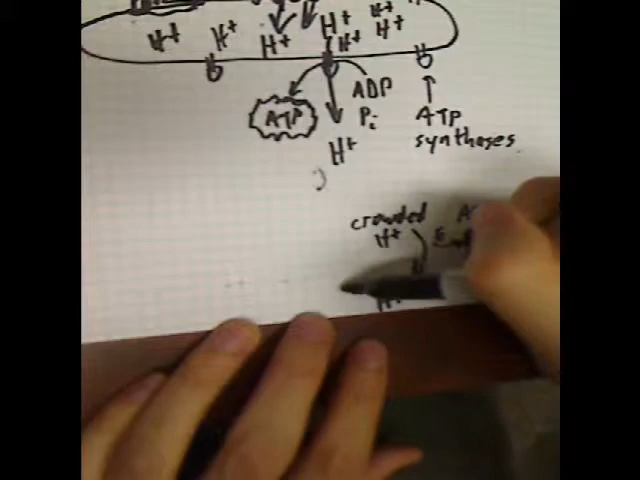 H+ H+ H+ H+ H+ H+ H+
ADP
ATP Pi ATP
synthases
H+
crowded
H+